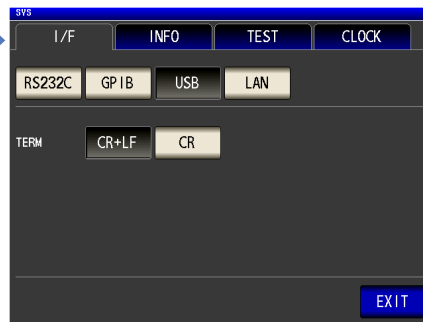 SYS
I/F INFO TEST CLOCK
RS232C GPIB USB LAN
TERM CR+LF CR
EXIT